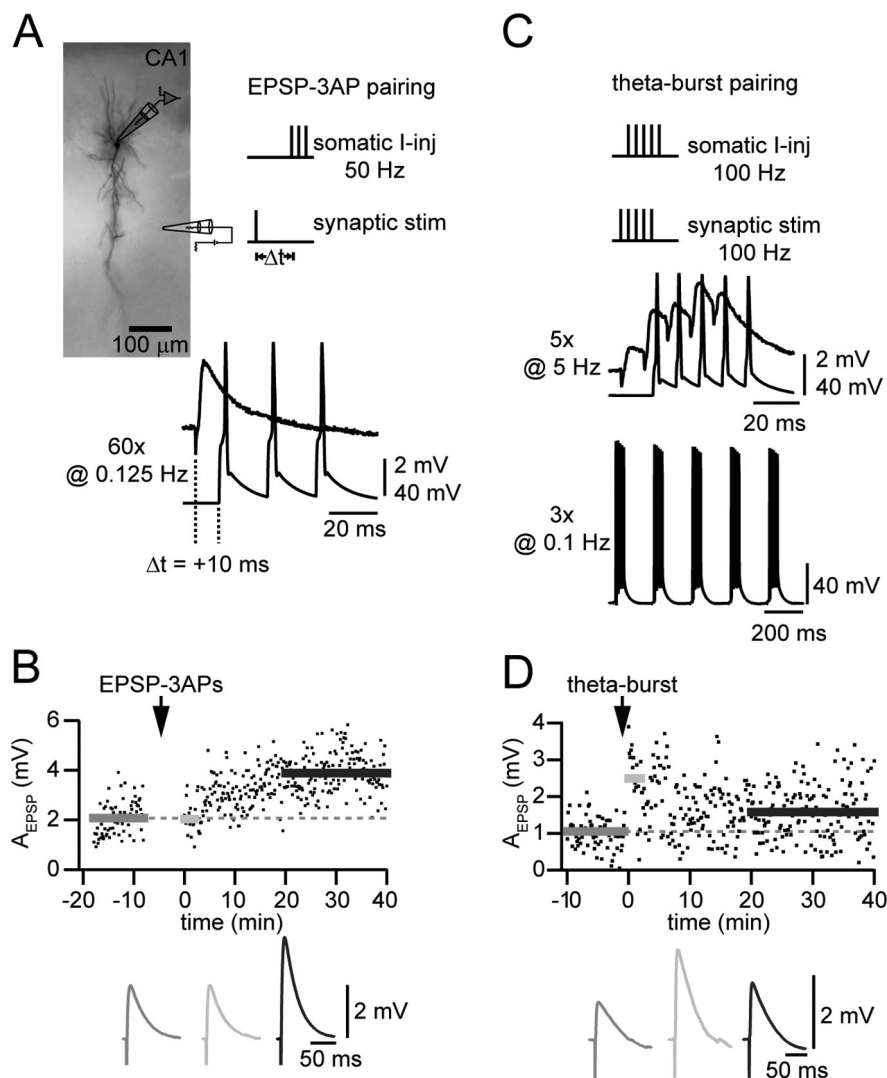 A
CA1
EPSP-3AP pairing
somatic I-inj
50 Hz
synaptic stim
Δt
100 μm
60x
@ 0.125 Hz
2 mV
40 mV
20 ms
Δt = +10 ms
C
theta-burst pairing
somatic I-inj
100 Hz
synaptic stim
100 Hz
5x
@ 5 Hz
2 mV
40 mV
20 ms
3x
@ 0.1 Hz
40 mV
200 ms
B
EPSP-3APs
A_EPSP (mV)
6
4
2
0
-20 -10 0 10 20 30 40
time (min)
2 mV
50 ms
D
theta-burst
A_EPSP (mV)
4
3
2
1
0
-10 0 10 20 30 40
time (min)
2 mV
50 ms